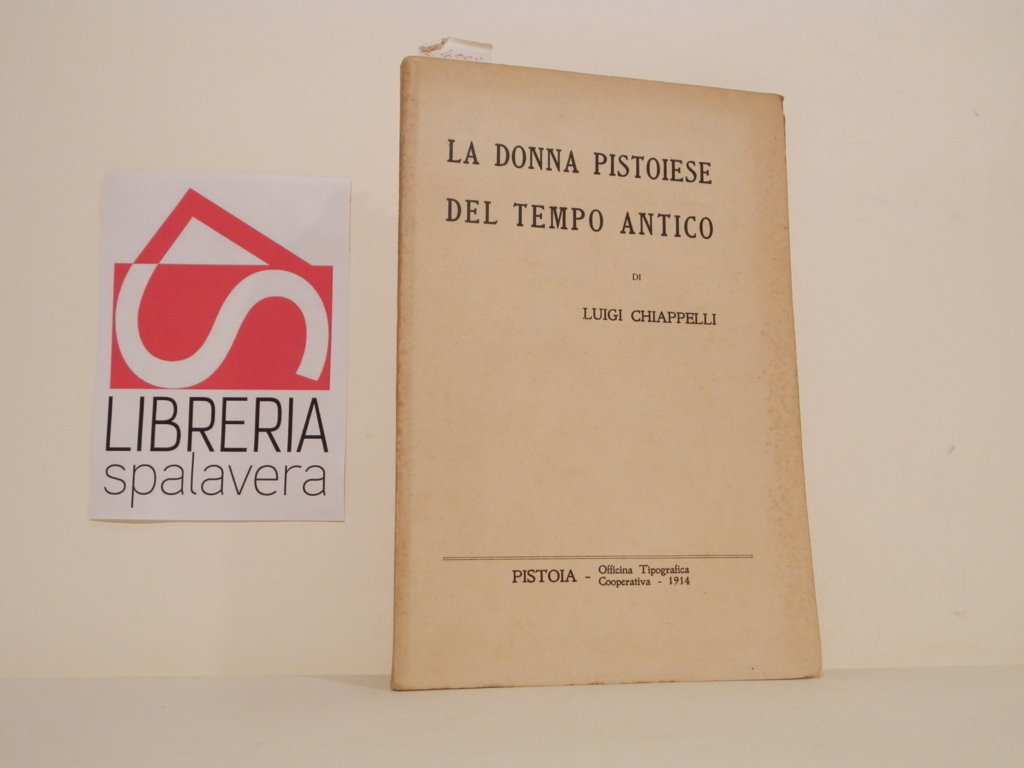 LIBRERIA
spalavera
LA DONNA PISTOIESE
DEL TEMPO ANTICO
DI
LUIGI CHIAPPELLI
PISTOIA - Officina Tipografica
Cooperativa - 1914